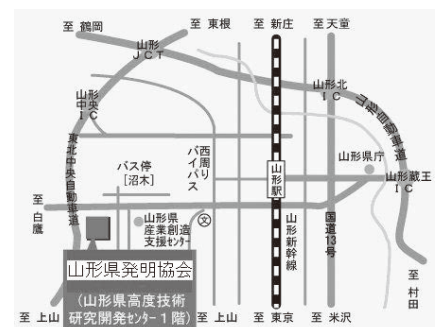 至 鶴岡
至 東根
至 新庄
至 天童
山形
JCT
山形北
IC
山形
中央
IC
山形自動車道
東北中央自動車道
西周り
バイパス
バス停
[沼木]
山形駅
山形県庁
山形蔵王
IC
至
白鷹
山形県
産業創造
支援センター
文
山形新幹線
国道13号
至
村田
山形県発明協会
(山形県高度技術
研究開発センター1階)
至 上山
至 上山
至 東京
至 米沢